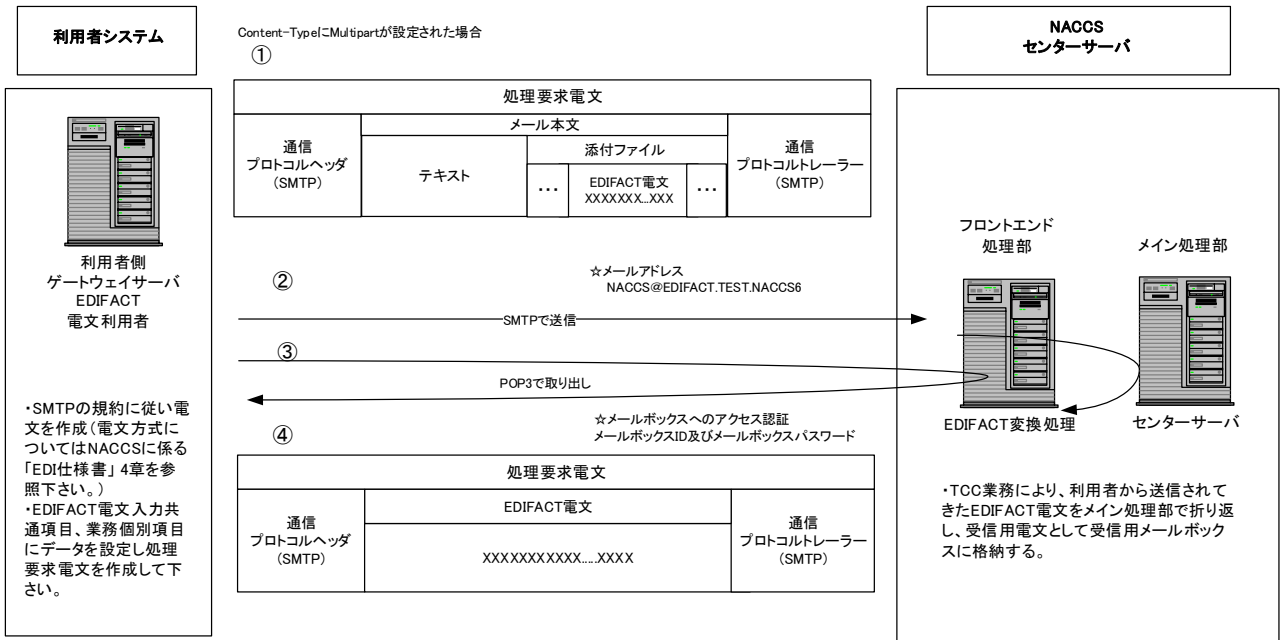 利用者システム
Content-TypeにMultipartが設定された場合
NACCS
センターサーバ
①
処理要求電文
通信
プロトコルヘッダ
(SMTP)
メール本文
テキスト
添付ファイル
…
EDIFACT電文
XXXXXXX...XXX
…
通信
プロトコルトレーラー
(SMTP)
利用者側
ゲートウェイサーバ
EDIFACT
電文利用者
・SMTPの規約に従い電
文を作成(電文方式に
ついてはNACCSに係る
「EDI仕様書」 4章を参
照下さい。)
・EDIFACT電文入力共
通項目、業務個別項目
にデータを設定し処理
要求電文を作成して下
さい。
②
☆メールアドレス
NACCS@EDIFACT.TEST.NACCS6
SMTPで送信
③
POP3で取り出し
☆メールボックスへのアクセス認証
メールボックスID及びメールボックスパスワード
④
処理要求電文
通信
プロトコルヘッダ
(SMTP)
EDIFACT電文
XXXXXXXXXXX.....XXXX
通信
プロトコルトレーラー
(SMTP)
フロントエンド
処理部
メイン処理部
EDIFACT変換処理
センターサーバ
・TCC業務により、利用者から送信されて
きたEDIFACT電文をメイン処理部で折り返
し、受信用電文として受信用メールボック
スに格納する。